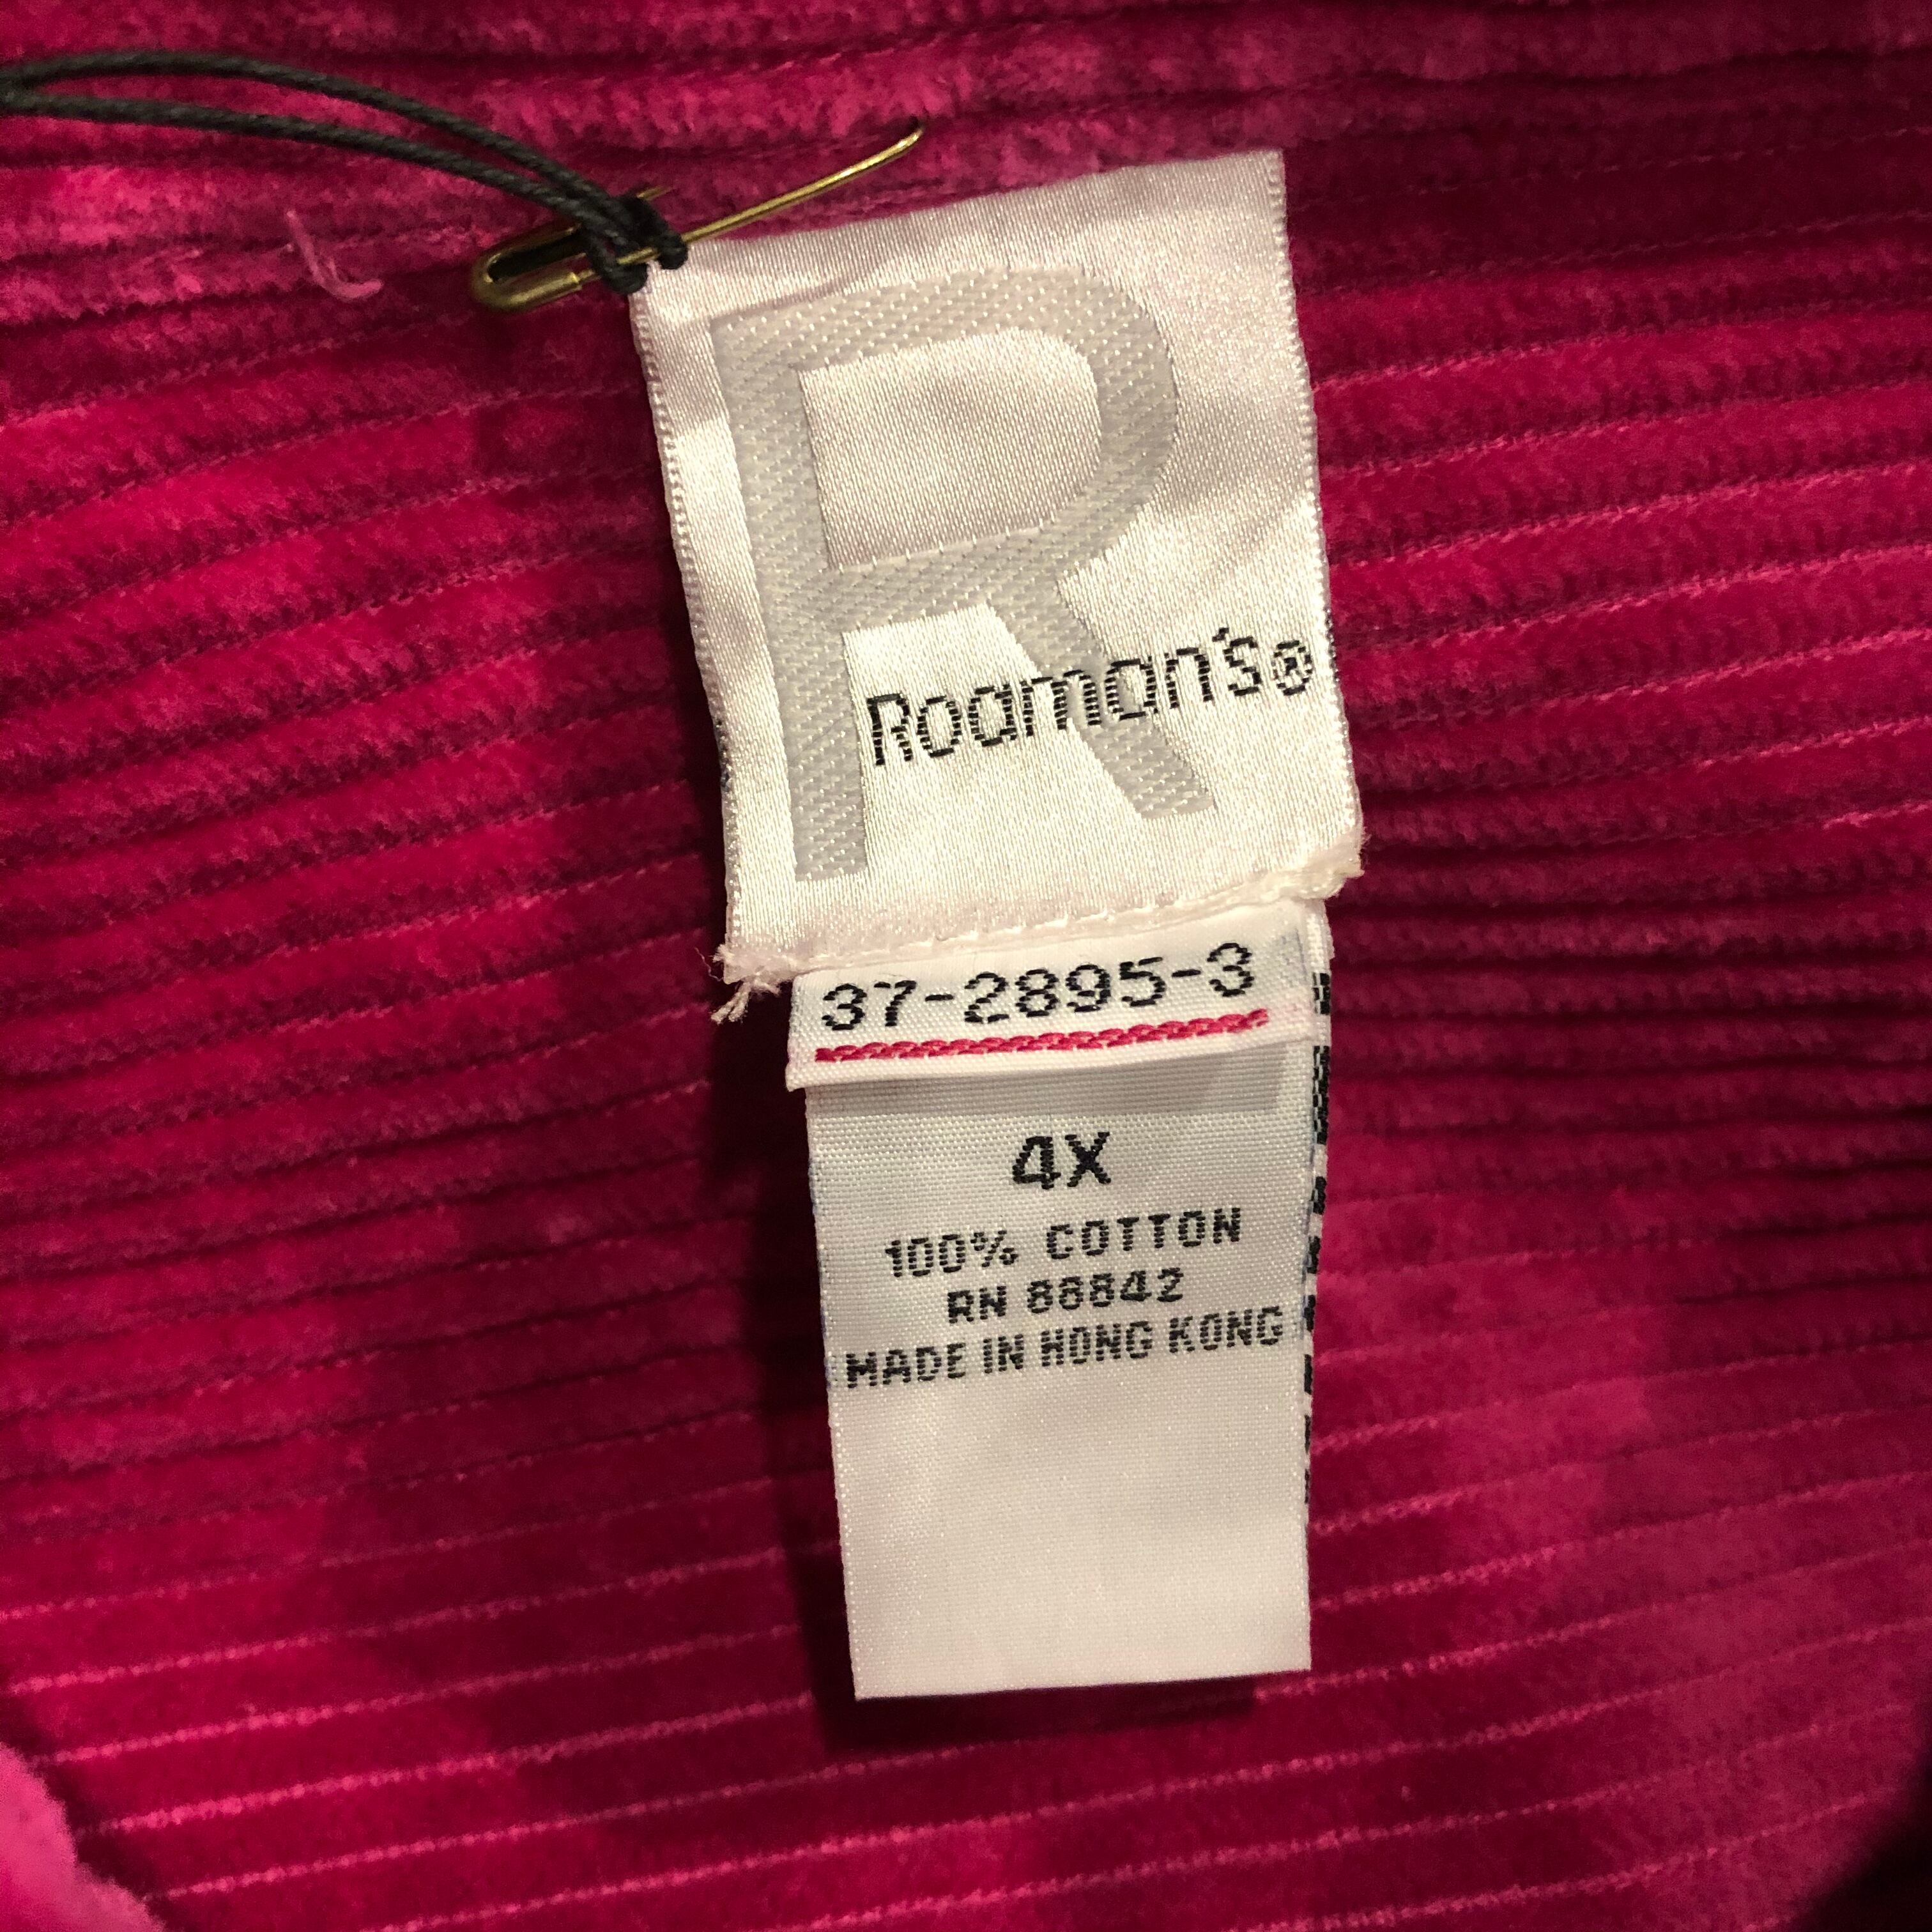 R
Roaman's®
37-2895-3
4X
100% COTTON
RN 88842
MADE IN HONG KONG